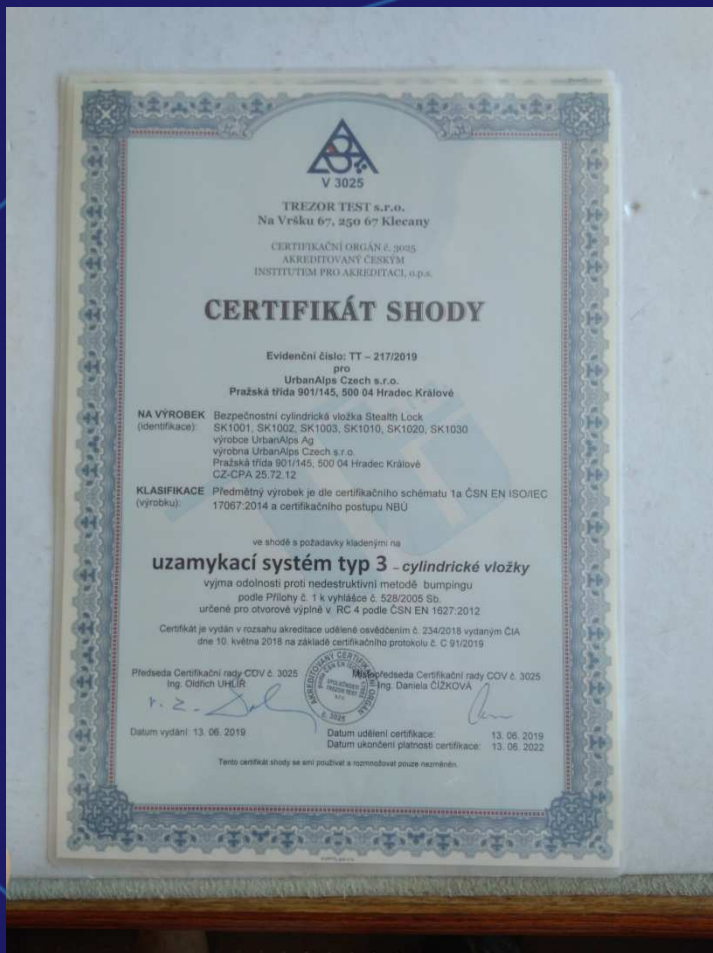 V 3025
TREZOR TEST s.r.o.
Na Vršku 67, 250 67 Klecany
CERTIFIKAČNÍ ORGÁN č. 3025
AKREDITOVANÝ ČESKÝM
INSTITUTEM PRO AKREDITACI, o.p.s.
CERTIFIKÁT SHODY
Evidenční číslo: TT – 217/2019
pro
UrbanAlps Czech s.r.o.
Pražská třída 901/145, 500 04 Hradec Králové
NA VÝROBEK Bezpečnostní cylindrická vložka Stealth Lock
(identifikace): SK1001, SK1002, SK1003, SK1010, SK1020, SK1030
výrobce UrbanAlps Ag
výrobna UrbanAlps Czech s.r.o.
Pražská třída 901/145, 500 04 Hradec Králové
CZ-CPA 25.72.12
KLASIFIKACE Předmětný výrobek je dle certifikačního schématu 1a ČSN EN ISO/IEC
(výrobku): 17067:2014 a certifikačního postupu NBÚ
ve shodě s požadavky kladenými na
uzamykací systém typ 3 – cylindrické vložky
vyjma odolnosti proti nedestruktivní metodě bumpingu
podle Přílohy č. 1 k vyhlášce č. 528/2005 Sb.
určené pro otvorové výplně v RC 4 podle ČSN EN 1627:2012
Certifikát je vydán v rozsahu akreditace udělené osvědčením č. 234/2018 vydaným ČIA
dne 10. května 2018 na základě certifikačního protokolu č. C 91/2019
Předseda Certifikační rady COV č. 3025 Místopředseda Certifikační rady COV č. 3025
Ing. Oldřich UHLÍŘ Ing. Daniela ČÍŽKOVÁ
AKREDITOVANÝ CERTIFIKAČNÍ ORGÁN
SPOLEČNOSTI
TREZOR TEST
s.r.o.
č. 3025
Datum vydání: 13. 06. 2019 Datum udělení certifikace: 13. 06. 2019
Datum ukončení platnosti certifikace: 13. 06. 2022
Tento certifikát shody se smí používat a rozmnožovat pouze nezměněn.